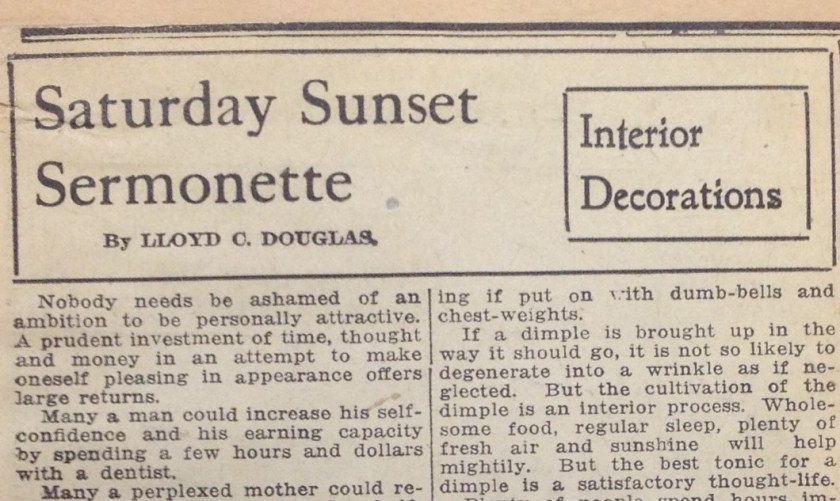 Saturday Sunset
Sermonette
By LLOYD C. DOUGLAS.
Interior
Decorations
Nobody needs be ashamed of an
ambition to be personally attractive.
A prudent investment of time, thought
and money in an attempt to make
oneself pleasing in appearance offers
large returns.
Many a man could increase his self-
confidence and his earning capacity
by spending a few hours and dollars
with a dentist.
Many a perplexed mother could re-
ing if put on with dumb-bells and
chest-weights.
If a dimple is brought up in the
way it should go, it is not so likely to
degenerate into a wrinkle as if ne-
glected. But the cultivation of the
dimple is an interior process. Whole-
some food, regular sleep, plenty of
fresh air and sunshine will help
mightily. But the best tonic for a
dimple is a satisfactory thought-life.
Plenty of people spend hours in